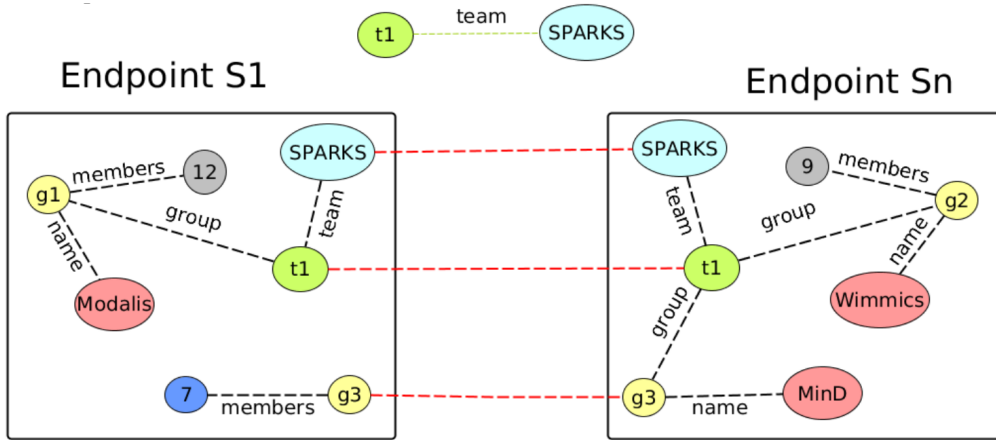 team
t1
SPARKS
Endpoint S1
Endpoint Sn
SPARKS
members
12
g1
group
team
name
t1
Modalis
7
members
g3
SPARKS
9
members
team
group
g2
name
t1
Wimmics
group
g3
name
MinD